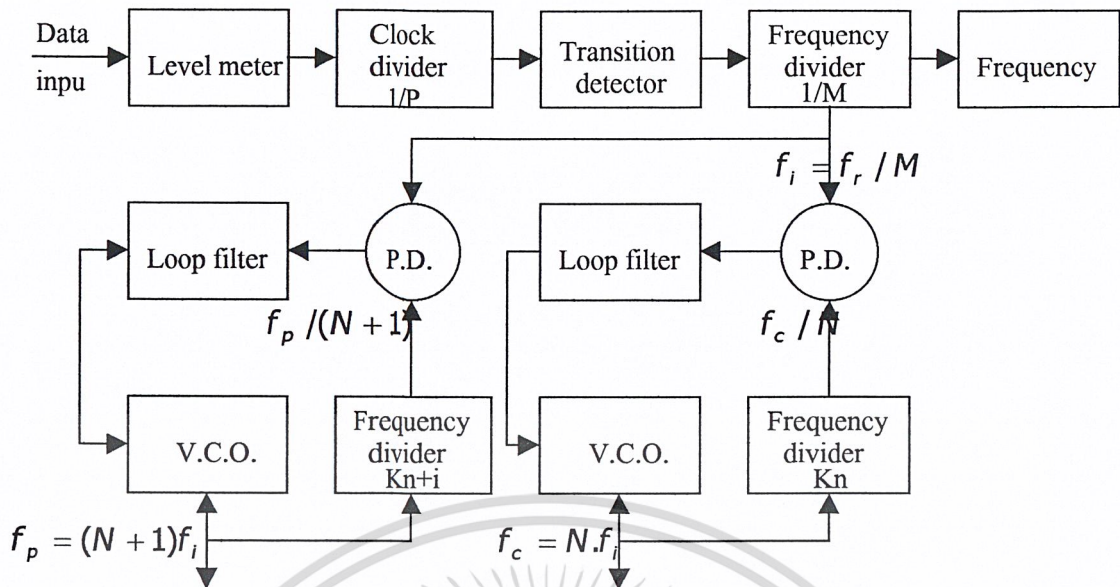 Data
inpu
Level meter
Clock
divider
1/P
Transition
detector
Frequency
divider
1/M
Frequency
f_i = f_r / M
Loop filter
P.D.
Loop filter
P.D.
f_p /(N + 1)
f_c / N
V.C.O.
Frequency
divider
Kn+i
V.C.O.
Frequency
divider
Kn
f_p = (N + 1)f_i
f_c = N.f_i